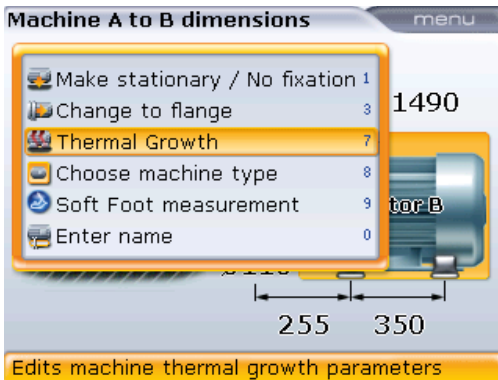 Machine A to B dimensions
menu
Make stationary / No fixation 1
Change to flange 3
1490
Thermal Growth 7
Choose machine type 8
Soft Foot measurement 9
tor B
Enter name 0
255
350
Edits machine thermal growth parameters